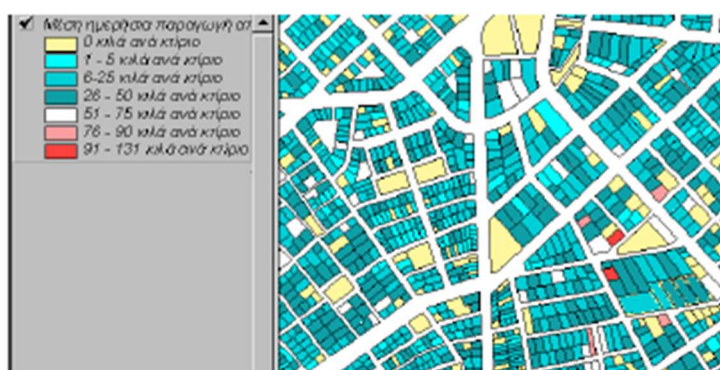 Μέση ημερήσια παραγωγή απ
0 κιλά ανά κτίριο
1 - 5 κιλά ανά κτίριο
6-25 κιλά ανά κτίριο
26 - 50 κιλά ανά κτίριο
51 - 75 κιλά ανά κτίριο
76 - 90 κιλά ανά κτίριο
91 - 131 κιλά ανά κτίριο